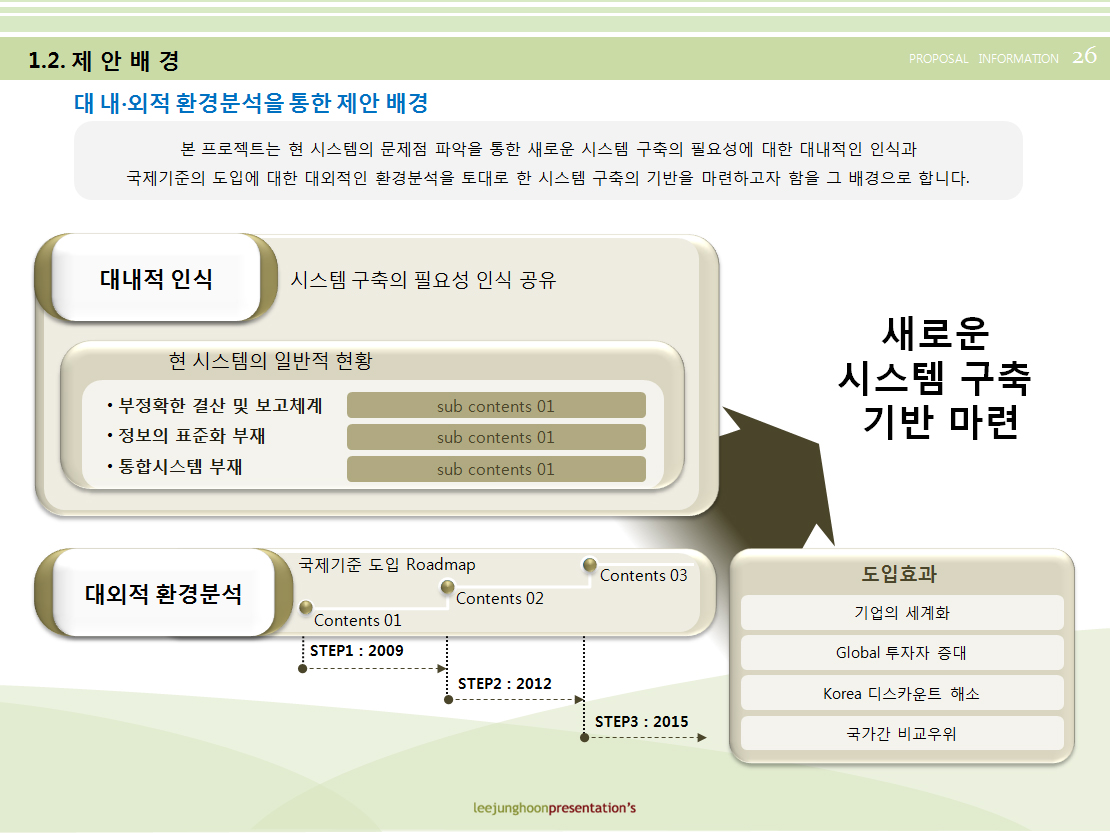 1.2. 제 안 배 경
PROPOSAL INFORMATION 26
대 내·외적 환경분석을 통한 제안 배경
본 프로젝트는 현 시스템의 문제점 파악을 통한 새로운 시스템 구축의 필요성에 대한 대내적인 인식과
국제기준의 도입에 대한 대외적인 환경분석을 토대로 한 시스템 구축의 기반을 마련하고자 함을 그 배경으로 합니다.
대내적 인식
시스템 구축의 필요성 인식 공유
현 시스템의 일반적 현황
• 부정확한 결산 및 보고체계
sub contents 01
• 정보의 표준화 부재
sub contents 01
• 통합시스템 부재
sub contents 01
새로운
시스템 구축
기반 마련
대외적 환경분석
국제기준 도입 Roadmap
Contents 01
Contents 02
Contents 03
STEP1 : 2009
STEP2 : 2012
STEP3 : 2015
도입효과
기업의 세계화
Global 투자자 증대
Korea 디스카운트 해소
국가간 비교우위
leejunghoonpresentation's